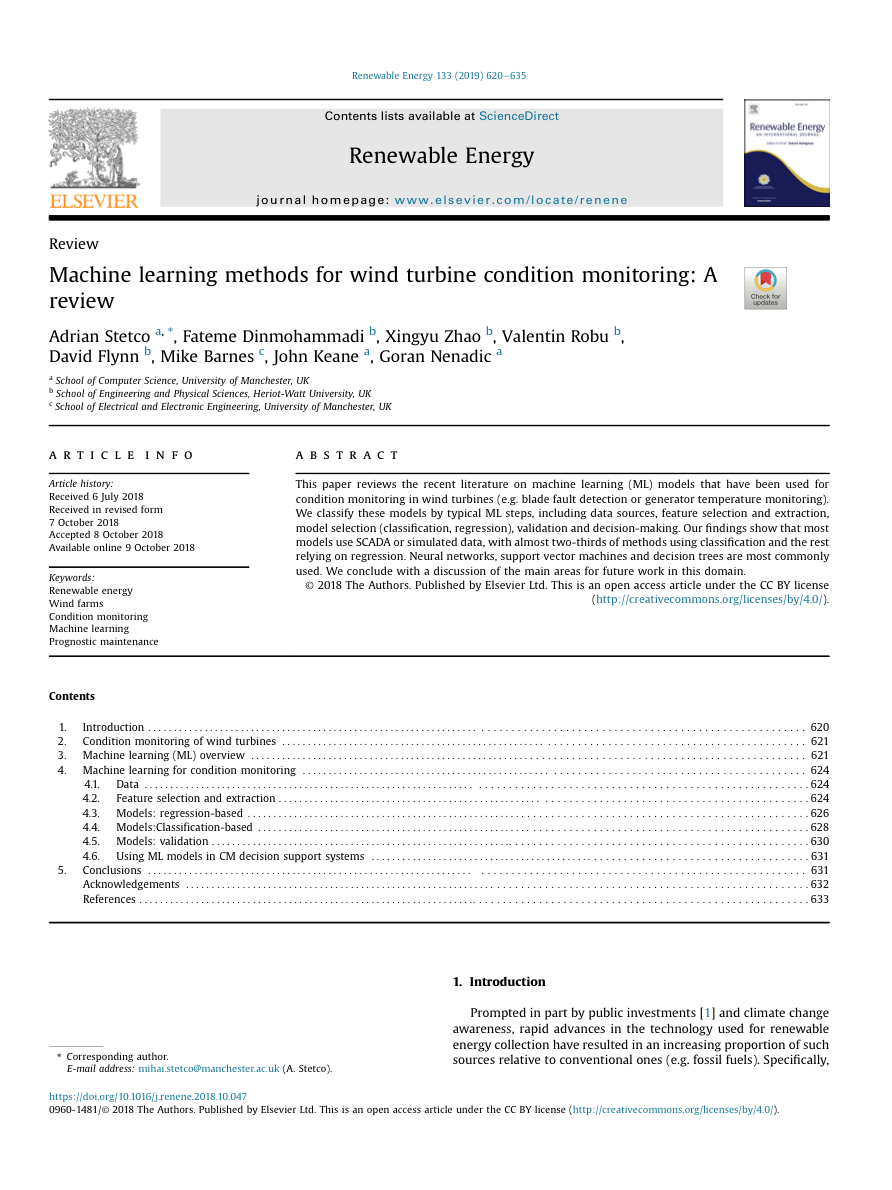 Renewable Energy 133 (2019) 620–635
Contents lists available at ScienceDirect
Renewable Energy
journal homepage: www.elsevier.com/locate/renene
ELSEVIER
Renewable Energy
AN INTERNATIONAL JOURNAL
Review
Machine learning methods for wind turbine condition monitoring: A
review
Check for
updates
Adrian Stetco a, *, Fateme Dinmohammadi b, Xingyu Zhao b, Valentin Robu b,
David Flynn b, Mike Barnes c, John Keane a, Goran Nenadic a
a School of Computer Science, University of Manchester, UK
b School of Engineering and Physical Sciences, Heriot-Watt University, UK
c School of Electrical and Electronic Engineering, University of Manchester, UK
ARTICLE INFO
Article history:
Received 6 July 2018
Received in revised form
7 October 2018
Accepted 8 October 2018
Available online 9 October 2018
Keywords:
Renewable energy
Wind farms
Condition monitoring
Machine learning
Prognostic maintenance
ABSTRACT
This paper reviews the recent literature on machine learning (ML) models that have been used for
condition monitoring in wind turbines (e.g. blade fault detection or generator temperature monitoring).
We classify these models by typical ML steps, including data sources, feature selection and extraction,
model selection (classification, regression), validation and decision-making. Our findings show that most
models use SCADA or simulated data, with almost two-thirds of methods using classification and the rest
relying on regression. Neural networks, support vector machines and decision trees are most commonly
used. We conclude with a discussion of the main areas for future work in this domain.
© 2018 The Authors. Published by Elsevier Ltd. This is an open access article under the CC BY license
(http://creativecommons.org/licenses/by/4.0/).
Contents
1. Introduction 620
2. Condition monitoring of wind turbines 621
3. Machine learning (ML) overview 621
4. Machine learning for condition monitoring 624
4.1. Data 624
4.2. Feature selection and extraction 624
4.3. Models: regression-based 626
4.4. Models:Classification-based 628
4.5. Models: validation 630
4.6. Using ML models in CM decision support systems 631
5. Conclusions 631
Acknowledgements 632
References 633
1. Introduction
Prompted in part by public investments [1] and climate change
awareness, rapid advances in the technology used for renewable
energy collection have resulted in an increasing proportion of such
sources relative to conventional ones (e.g. fossil fuels). Specifically,
* Corresponding author.
E-mail address: mihai.stetco@manchester.ac.uk (A. Stetco).
https://doi.org/10.1016/j.renene.2018.10.047
0960-1481/© 2018 The Authors. Published by Elsevier Ltd. This is an open access article under the CC BY license (http://creativecommons.org/licenses/by/4.0/).